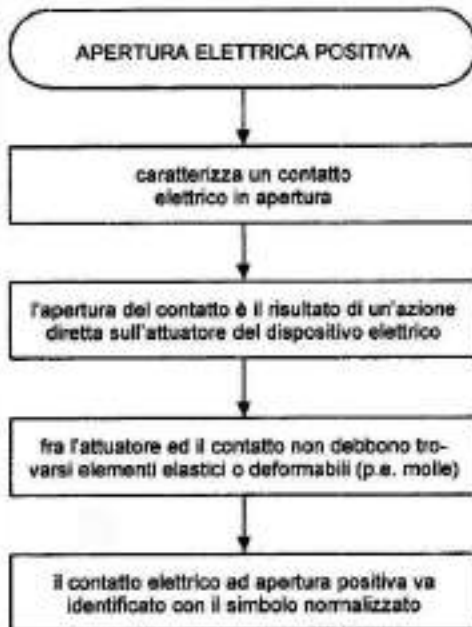 APERTURA ELETTRICA POSITIVA
caratterizza un contatto
elettrico in apertura
l'apertura del contatto è il risultato di un'azione
diretta sull'attuatore del dispositivo elettrico
fra l'attuatore ed il contatto non debbono tro-
varsi elementi elastici o deformabili (p.e. molle)
il contatto elettrico ad apertura positiva va
identificato con il simbolo normalizzato